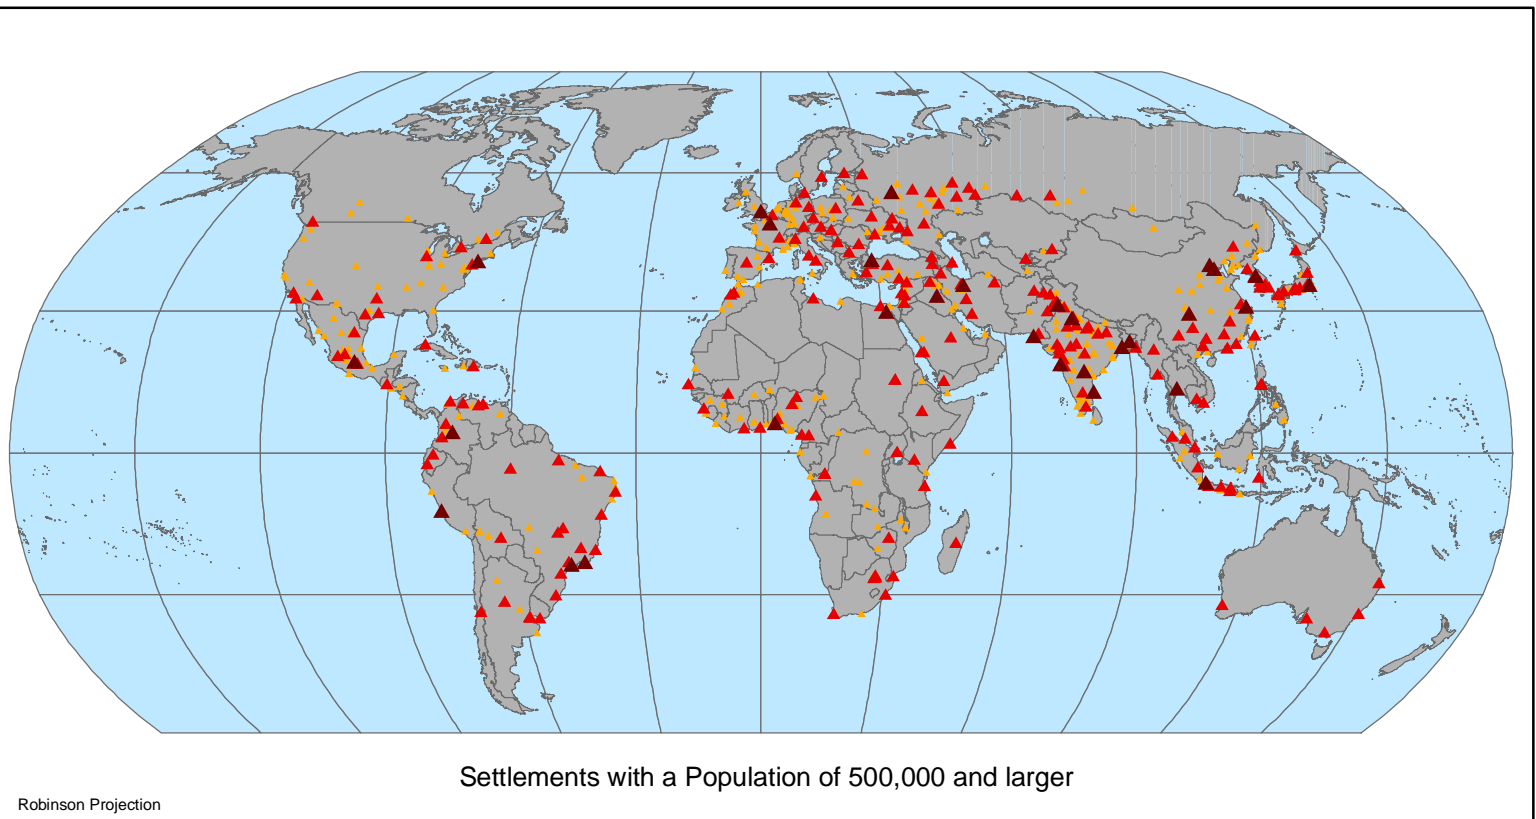 Settlements with a Population of 500,000 and larger
Robinson Projection